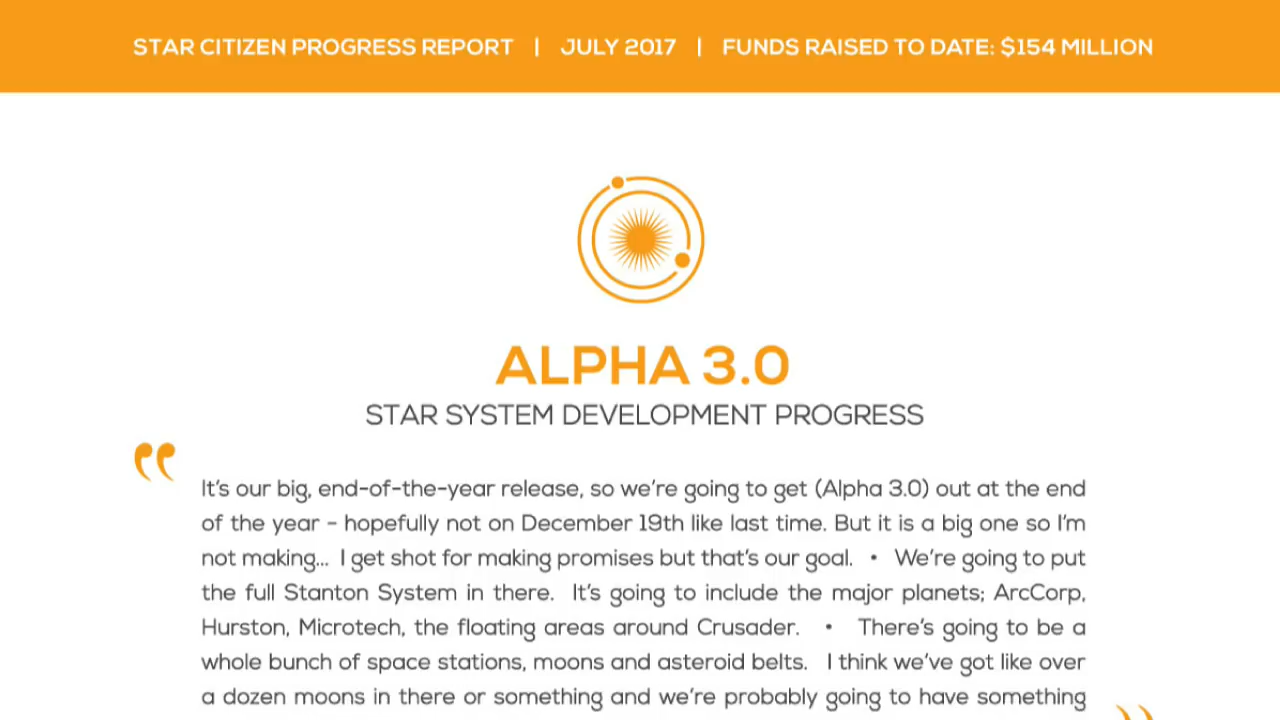 STAR CITIZEN PROGRESS REPORT | JULY 2017 | FUNDS RAISED TO DATE: $154 MILLION
ALPHA 3.0
STAR SYSTEM DEVELOPMENT PROGRESS
“
It’s our big, end-of-the-year release, so we’re going to get (Alpha 3.0) out at the end
of the year – hopefully not on December 19th like last time. But it is a big one so I’m
not making... I get shot for making promises but that’s our goal. • We’re going to put
the full Stanton System in there. It’s going to include the major planets; ArcCorp,
Hurston, Microtech, the floating areas around Crusader. • There’s going to be a
whole bunch of space stations, moons and asteroid belts. I think we’ve got like over
a dozen moons in there or something and we’re probably going to have something
”